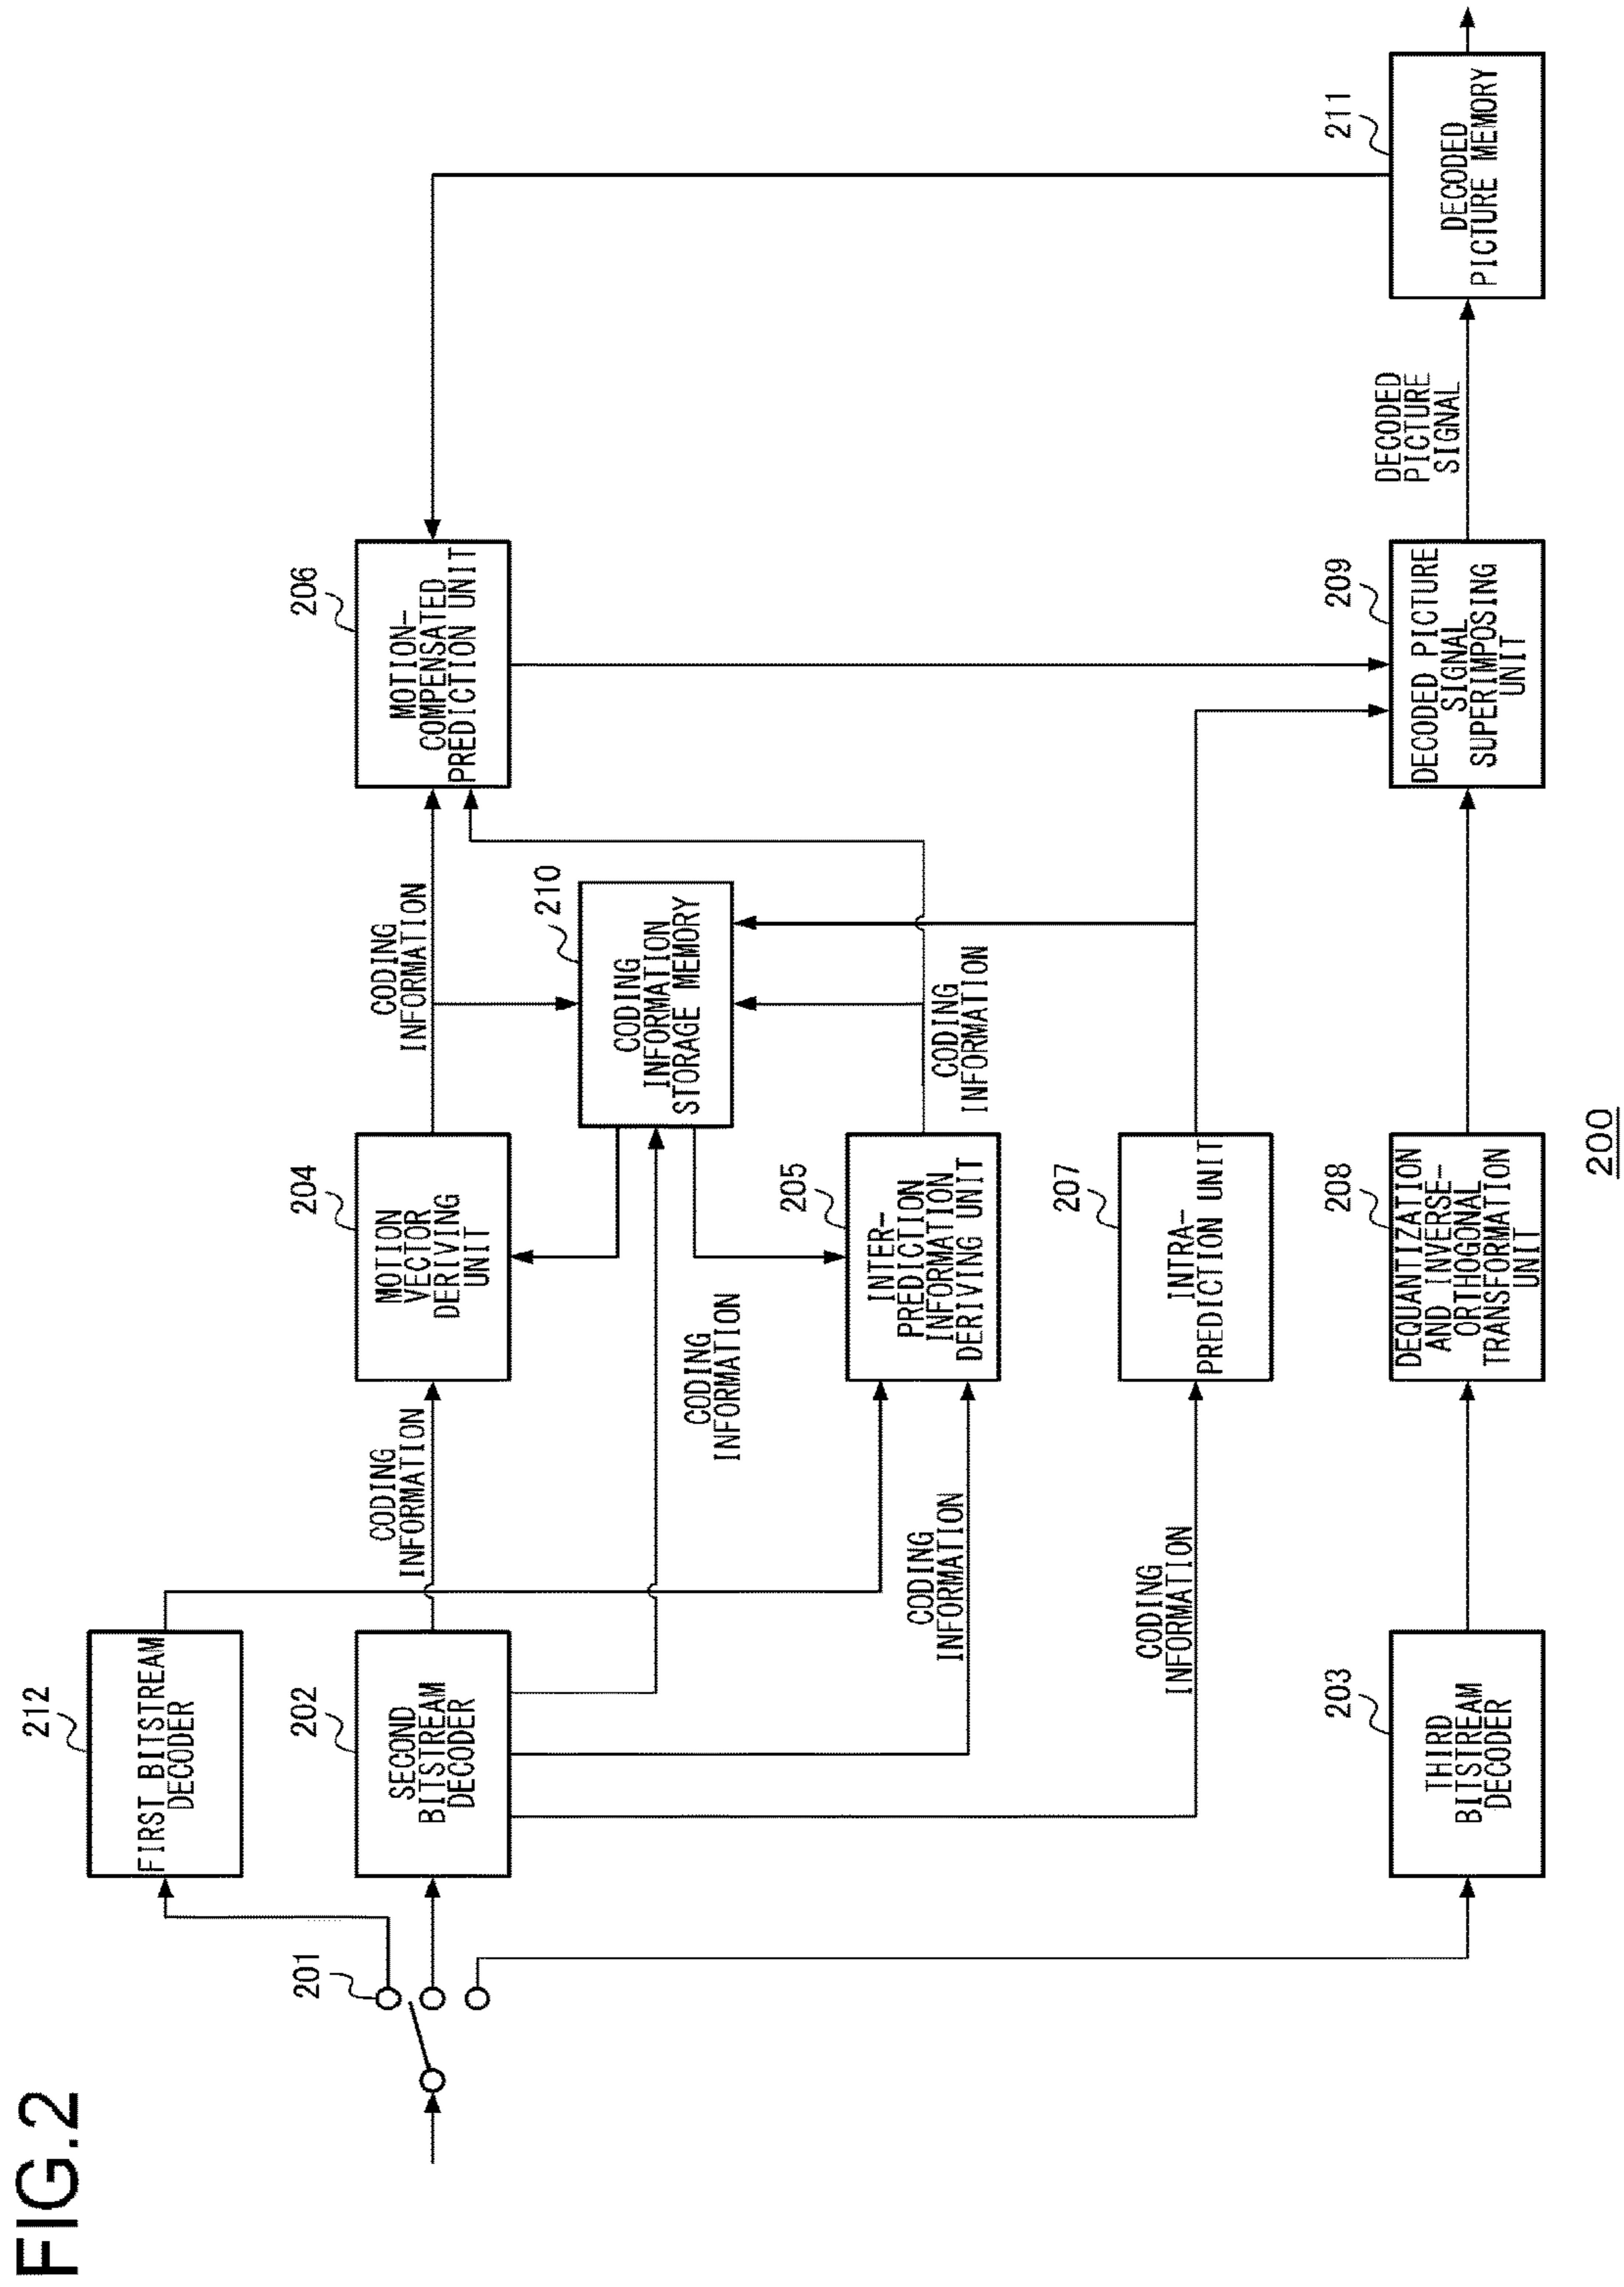 FIG.2
201
212
FIRST BITSTREAM
DECODER
202
SECOND
BITSTREAM
DECODER
203
THIRD
BITSTREAM
DECODER
CODING
INFORMATION
CODING
INFORMATION
CODING
INFORMATION
CODING
INFORMATION
204
MOTION
VECTOR
DERIVING
UNIT
205
INTER-
PREDICTION
INFORMATION
DERIVING UNIT
207
INTRA-
PREDICTION UNIT
208
DEQUANTIZATION
AND INVERSE-
ORTHOGONAL
TRANSFORMATION
UNIT
CODING
INFORMATION
210
CODING
INFORMATION
STORAGE MEMORY
CODING
INFORMATION
206
MOTION-
COMPENSATED
PREDICTION UNIT
209
DECODED PICTURE
SIGNAL
SUPERIMPOSING
UNIT
DECODED
PICTURE
SIGNAL
211
DECODED
PICTURE MEMORY
200